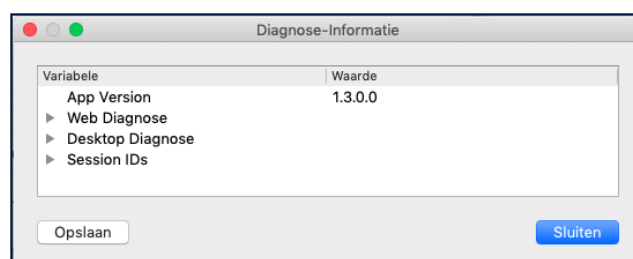 Diagnose-Informatie
Variabele Waarde
App Version 1.3.0.0
Web Diagnose
Desktop Diagnose
Session IDs
Opslaan Sluiten